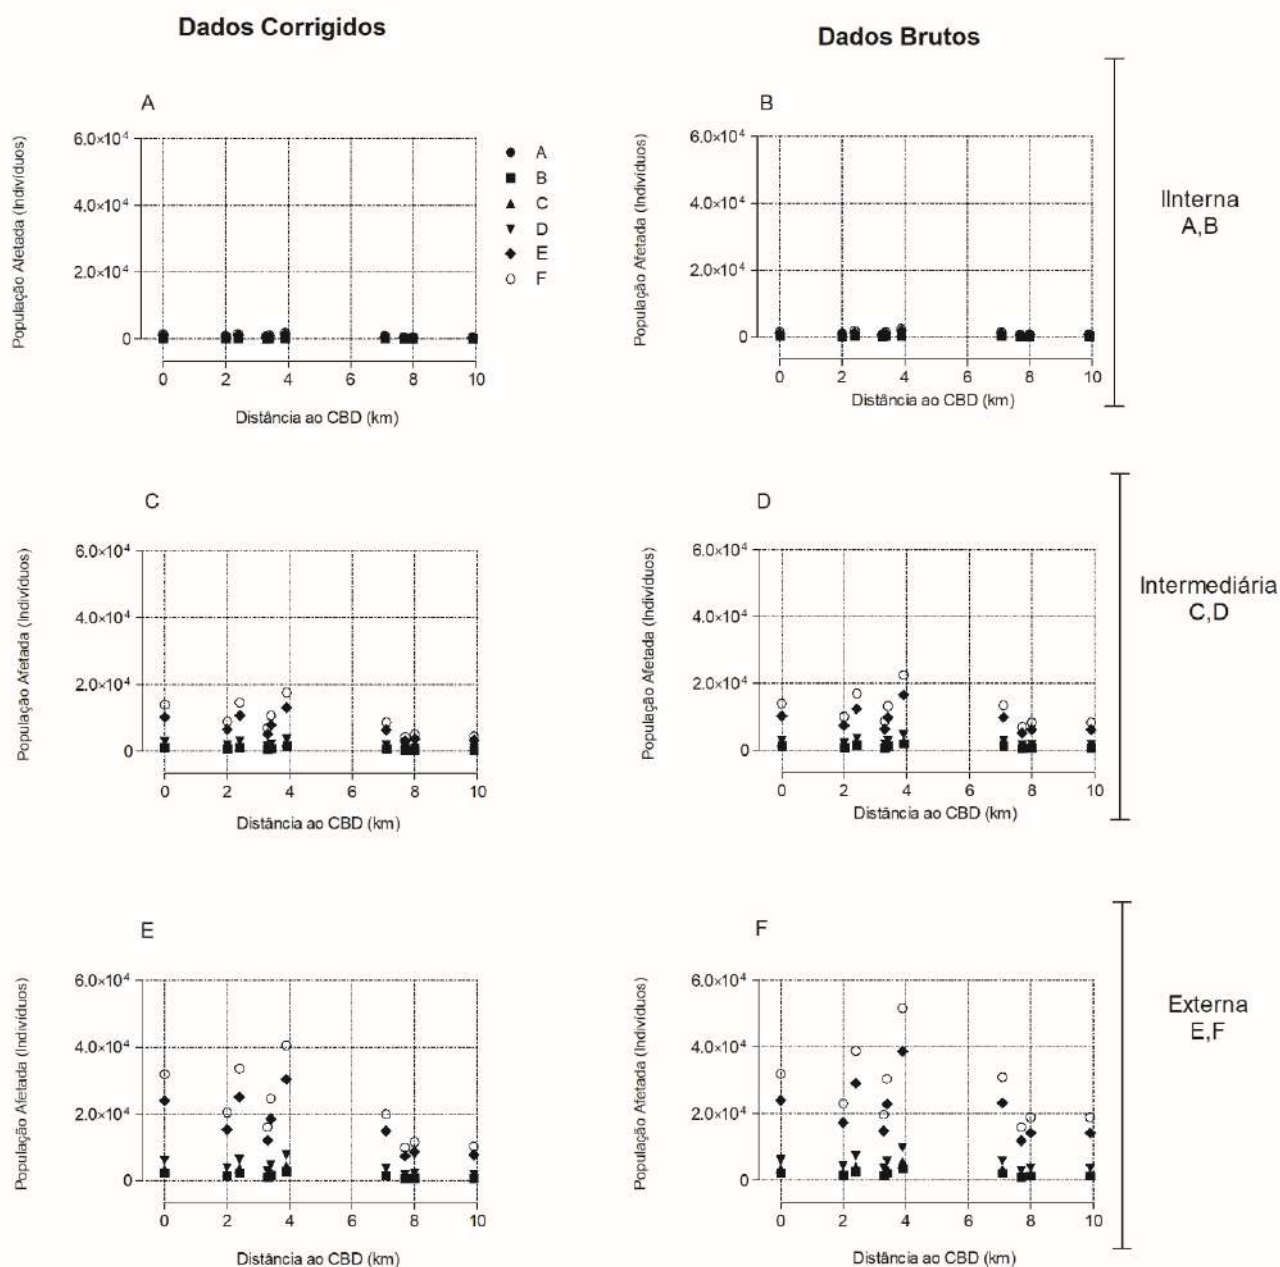 Dados Corrigidos
Dados Brutos
A
População Afetada (Indivíduos)
6.0×10⁴
4.0×10⁴
2.0×10⁴
0
0 2 4 6 8 10
Distância ao CBD (km)
A
B
C
D
E
F
B
População Afetada (Indivíduos)
6.0×10⁴
4.0×10⁴
2.0×10⁴
0
0 2 4 6 8 10
Distância ao CBD (km)
IInterna
A,B
C
População Afetada (Indivíduos)
6.0×10⁴
4.0×10⁴
2.0×10⁴
0
0 2 4 6 8 10
Distância ao CBD (km)
D
População Afetada (Indivíduos)
6.0×10⁴
4.0×10⁴
2.0×10⁴
0
0 2 4 6 8 10
Distância ao CBD (km)
Intermediária
C,D
E
População Afetada (Indivíduos)
6.0×10⁴
4.0×10⁴
2.0×10⁴
0
0 2 4 6 8 10
Distância ao CBD (km)
F
População Afetada (Indivíduos)
6.0×10⁴
4.0×10⁴
2.0×10⁴
0
0 2 4 6 8 10
Distância ao CBD (km)
Externa
E,F